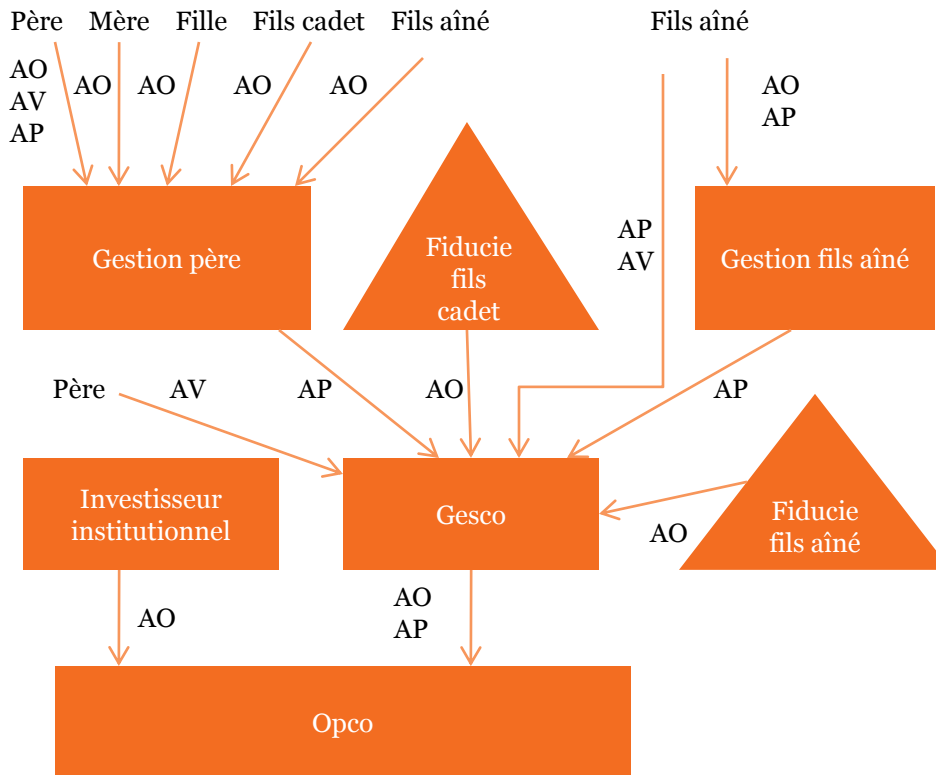 Père Mère Fille Fils cadet Fils aîné Fils aîné
AO
AV
AP
AO
AO
AO
AO
AO
AP
Gestion père
Fiducie
fils
cadet
AP
AV
Gestion fils aîné
Père
AV
AP
AO
AP
Investisseur
institutionnel
Gesco
AO
Fiducie
fils aîné
AO
AO
AP
Opco